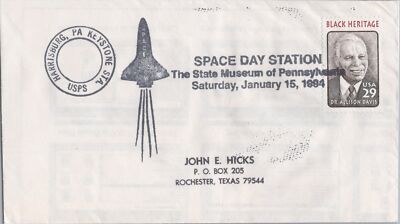 HARRISBURG, PA KEYSTONE STA.
USPS
SPACE DAY STATION
The State Museum of Pennsylvania
Saturday, January 15, 1994
BLACK HERITAGE
USA
29
DR. ALLISON DAVIS
JOHN E. HICKS
P. O. BOX 205
ROCHESTER, TEXAS 79544